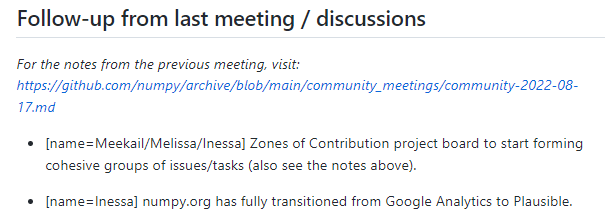 Follow-up from last meeting / discussions
For the notes from the previous meeting, visit:
https://github.com/numpy/archive/blob/main/community_meetings/community-2022-08-
17.md
• [name=Meekail/Melissa/Inessa] Zones of Contribution project board to start forming
cohesive groups of issues/tasks (also see the notes above).
• [name=Inessa] numpy.org has fully transitioned from Google Analytics to Plausible.